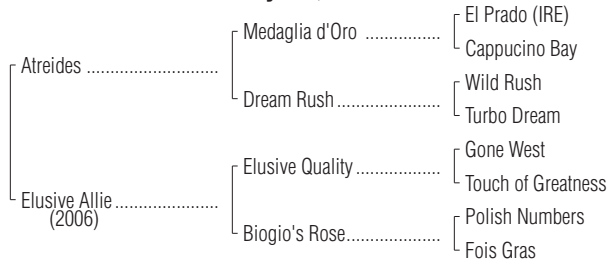 El Prado (IRE)
Medaglia d'Oro ..................
Cappucino Bay
Atreides ................................
Wild Rush
Dream Rush .........................
Turbo Dream
Gone West
Elusive Quality ....................
Touch of Greatness
Elusive Allie .........................
(2006)
Polish Numbers
Biogio's Rose.......................
Fois Gras